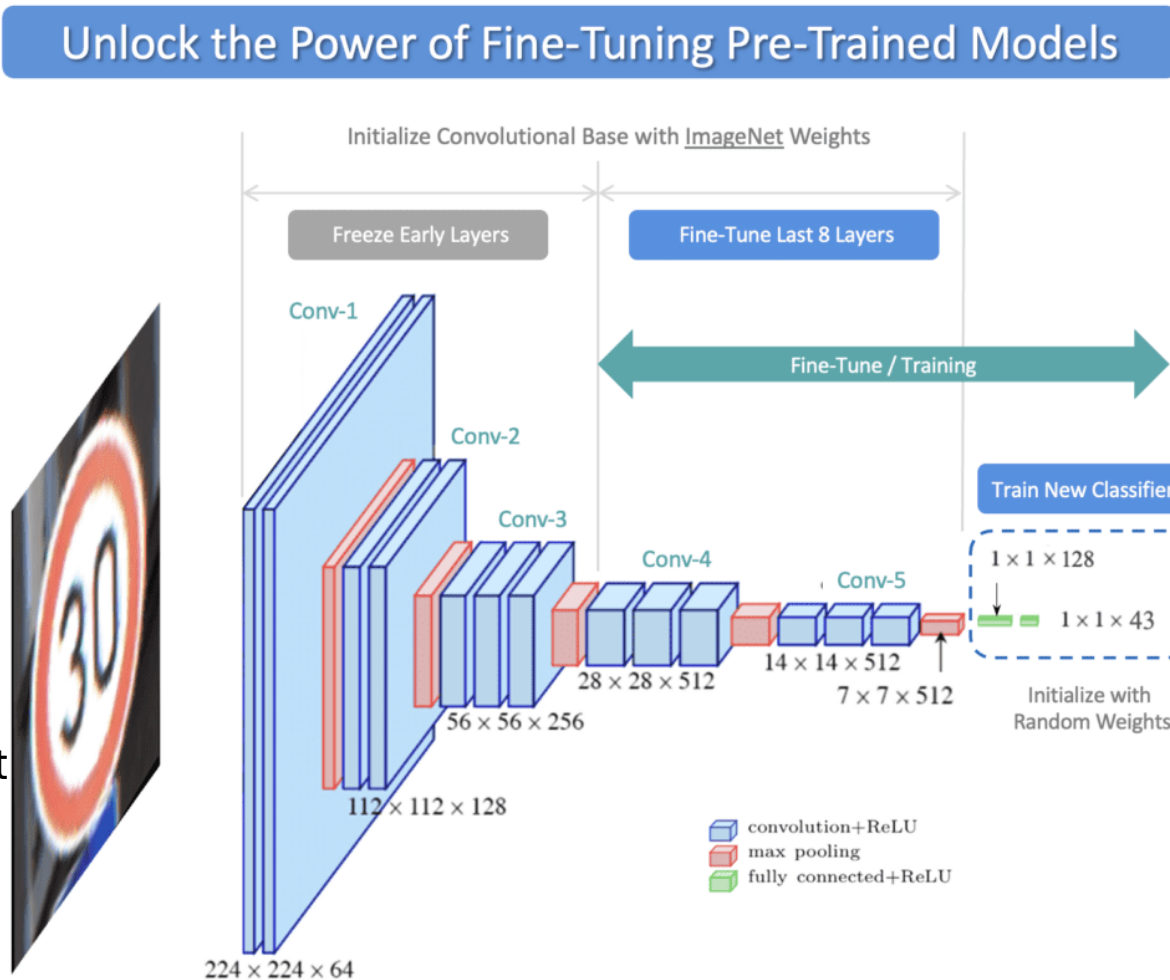 Unlock the Power of Fine-Tuning Pre-Trained Models
Initialize Convolutional Base with ImageNet Weights
Freeze Early Layers
Fine-Tune Last 8 Layers
Conv-1
Fine-Tune / Training
Conv-2
Train New Classifier
Conv-3
Conv-4
1 × 1 × 128
Conv-5
1 × 1 × 43
30
14 × 14 × 512
28 × 28 × 512
7 × 7 × 512
Initialize with
Random Weights
56 × 56 × 256
t
112 × 112 × 128
convolution+ReLU
max pooling
fully connected+ReLU
224 × 224 × 64